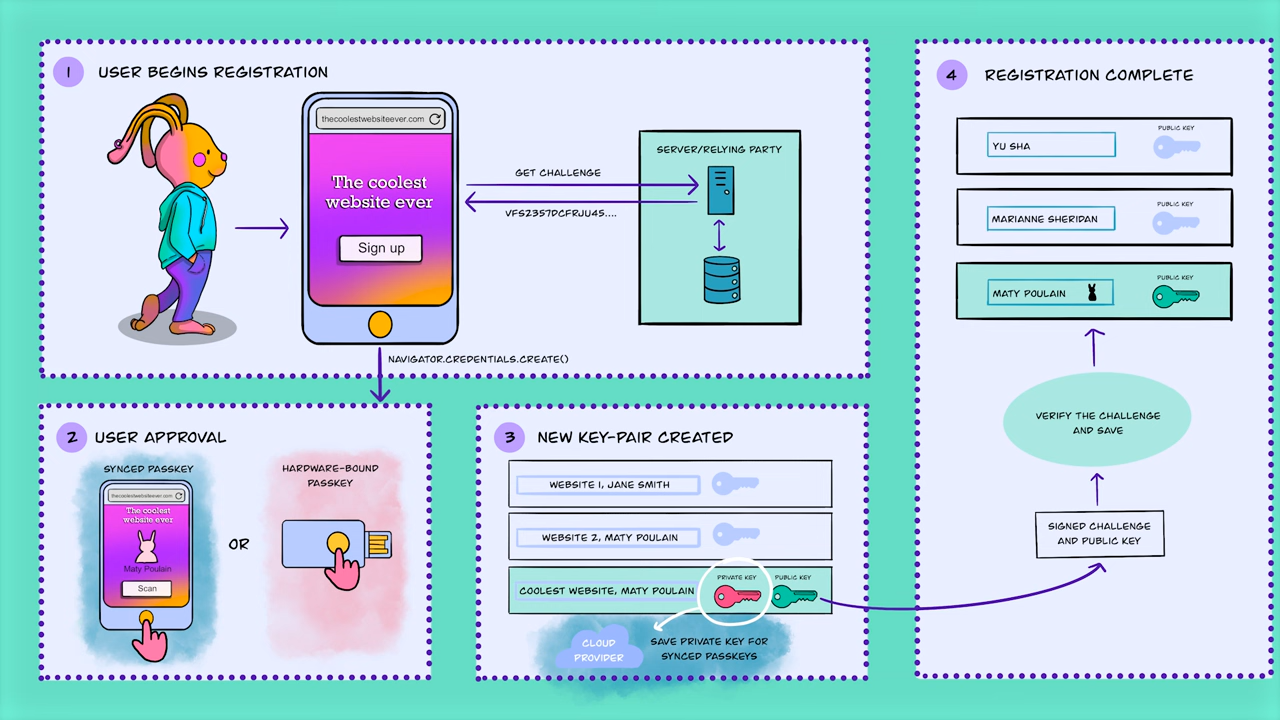 1 USER BEGINS REGISTRATION
thecoolestwebsiteever.com
The coolest
website ever
Sign up
GET CHALLENGE
VFS2357DCFRJU45....
SERVER/RELYING PARTY
NAVIGATOR.CREDENTIALS.CREATE()
2 USER APPROVAL
SYNCED PASSKEY
thecoolestwebsiteever.com
The coolest
website ever
Maty Poulain
Scan
OR
HARDWARE-BOUND
PASSKEY
3 NEW KEY-PAIR CREATED
WEBSITE 1, JANE SMITH
WEBSITE 2, MATY POULAIN
COOLEST WEBSITE, MATY POULAIN
PRIVATE KEY
PUBLIC KEY
CLOUD
PROVIDER
SAVE PRIVATE KEY FOR
SYNCED PASSKEYS
4 REGISTRATION COMPLETE
YU SHA
PUBLIC KEY
MARIANNE SHERIDAN
PUBLIC KEY
MATY POULAIN
PUBLIC KEY
VERIFY THE CHALLENGE
AND SAVE
SIGNED CHALLENGE
AND PUBLIC KEY